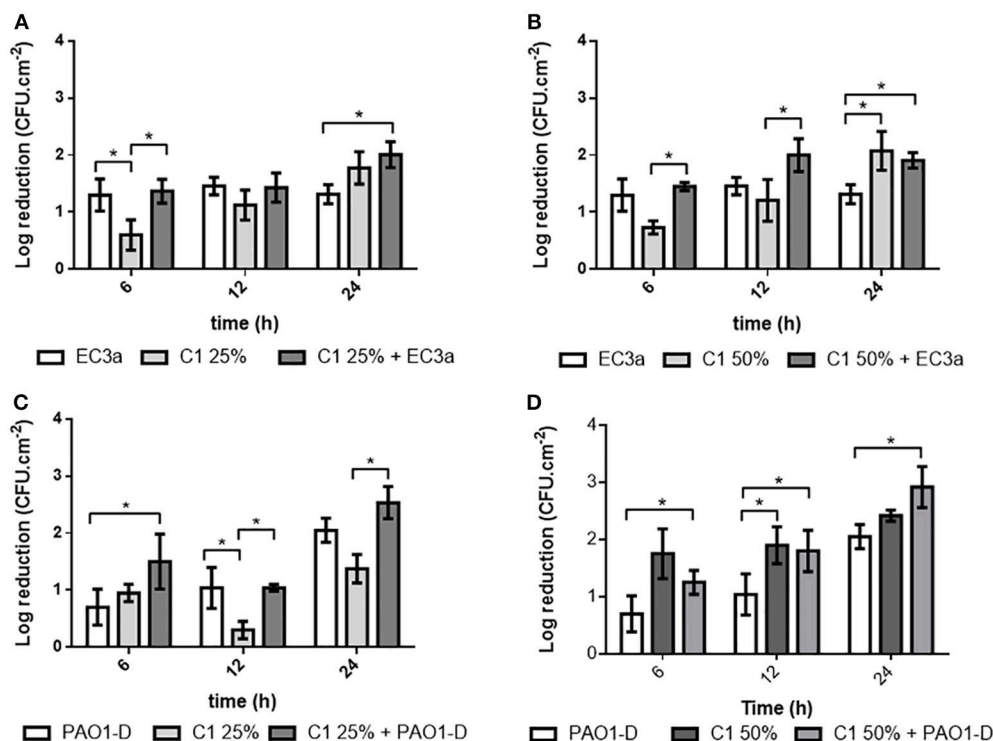 A
Log reduction (CFU.cm-2)
4
3
2
1
0
* *
*
6 12 24
time (h)
EC3a C1 25% C1 25% + EC3a
B
Log reduction (CFU.cm-2)
4
3
2
1
0
*
*
* *
6 12 24
time (h)
EC3a C1 50% C1 50% + EC3a
C
Log reduction (CFU.cm-2)
4
3
2
1
0
*
* *
*
6 12 24
time (h)
PAO1-D C1 25% C1 25% + PAO1-D
D
Log reduction (CFU.cm-2)
4
3
2
1
0
*
* *
*
6 12 24
Time (h)
PAO1-D C1 50% C1 50% + PAO1-D